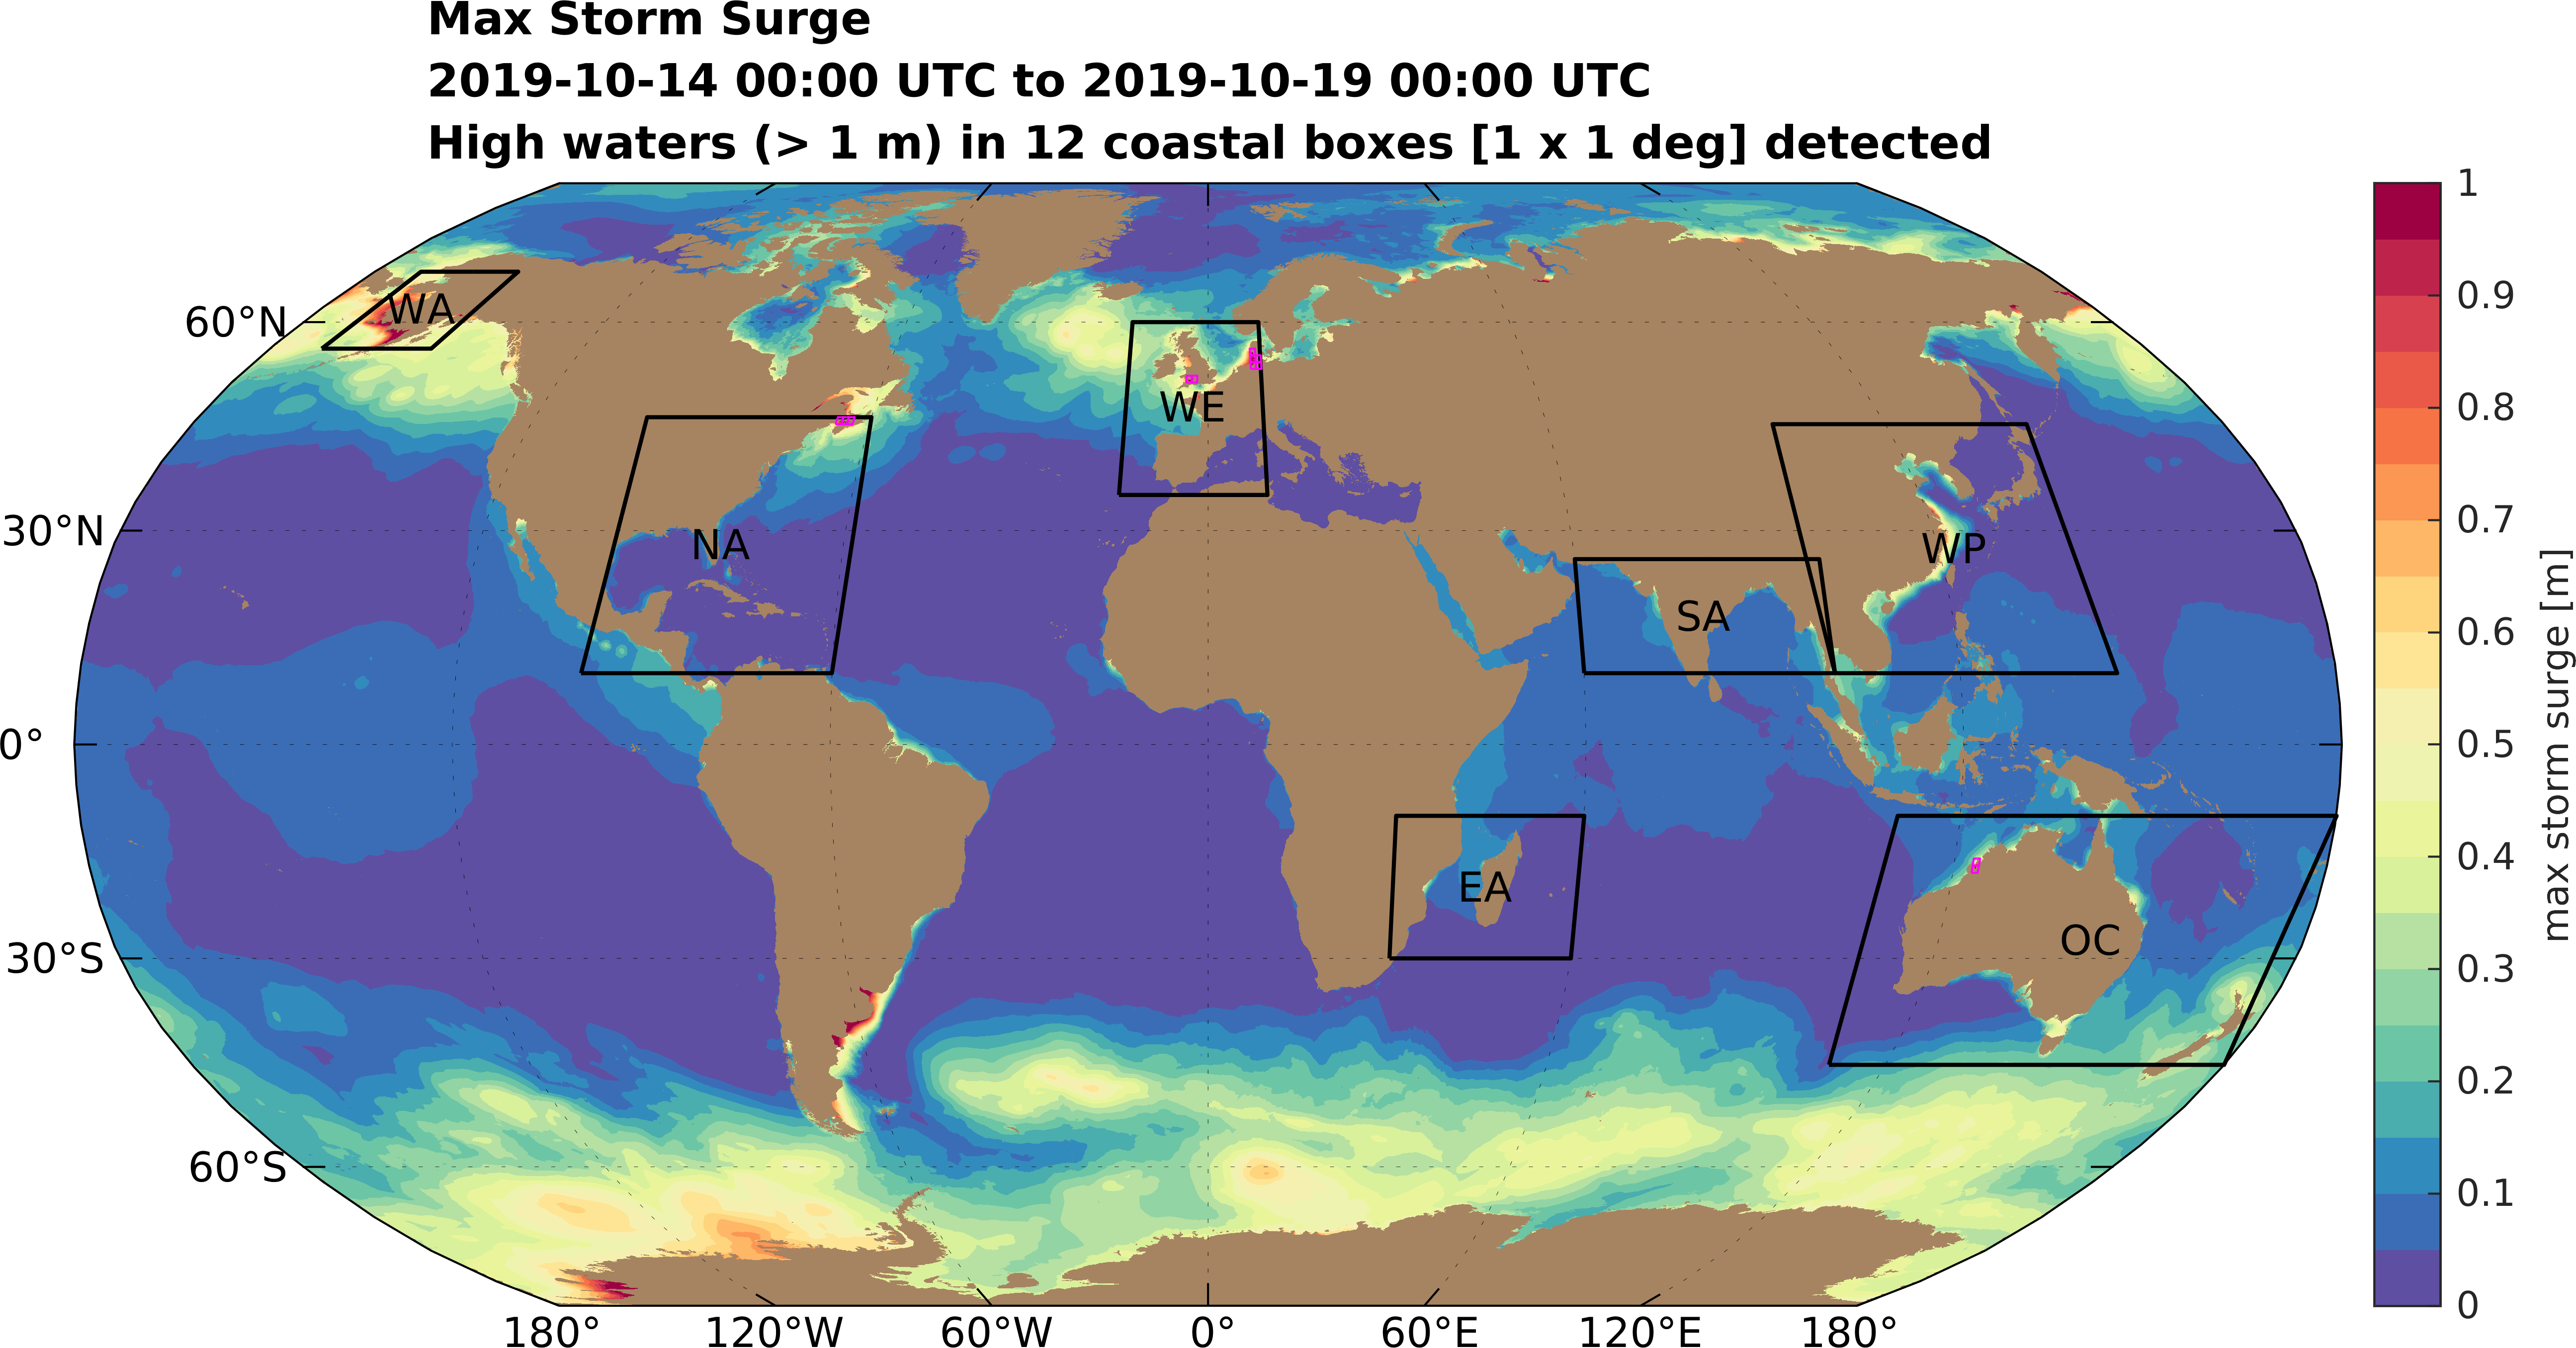 Max Storm Surge
2019-10-14 00:00 UTC to 2019-10-19 00:00 UTC
High waters (> 1 m) in 12 coastal boxes [1 x 1 deg] detected
60°N
30°N
0°
30°S
60°S
180°
120°W
60°W
0°
60°E
120°E
180°
WA
NA
WE
SA
WP
EA
OC
1
0.9
0.8
0.7
0.6
0.5
0.4
0.3
0.2
0.1
0
max storm surge [m]